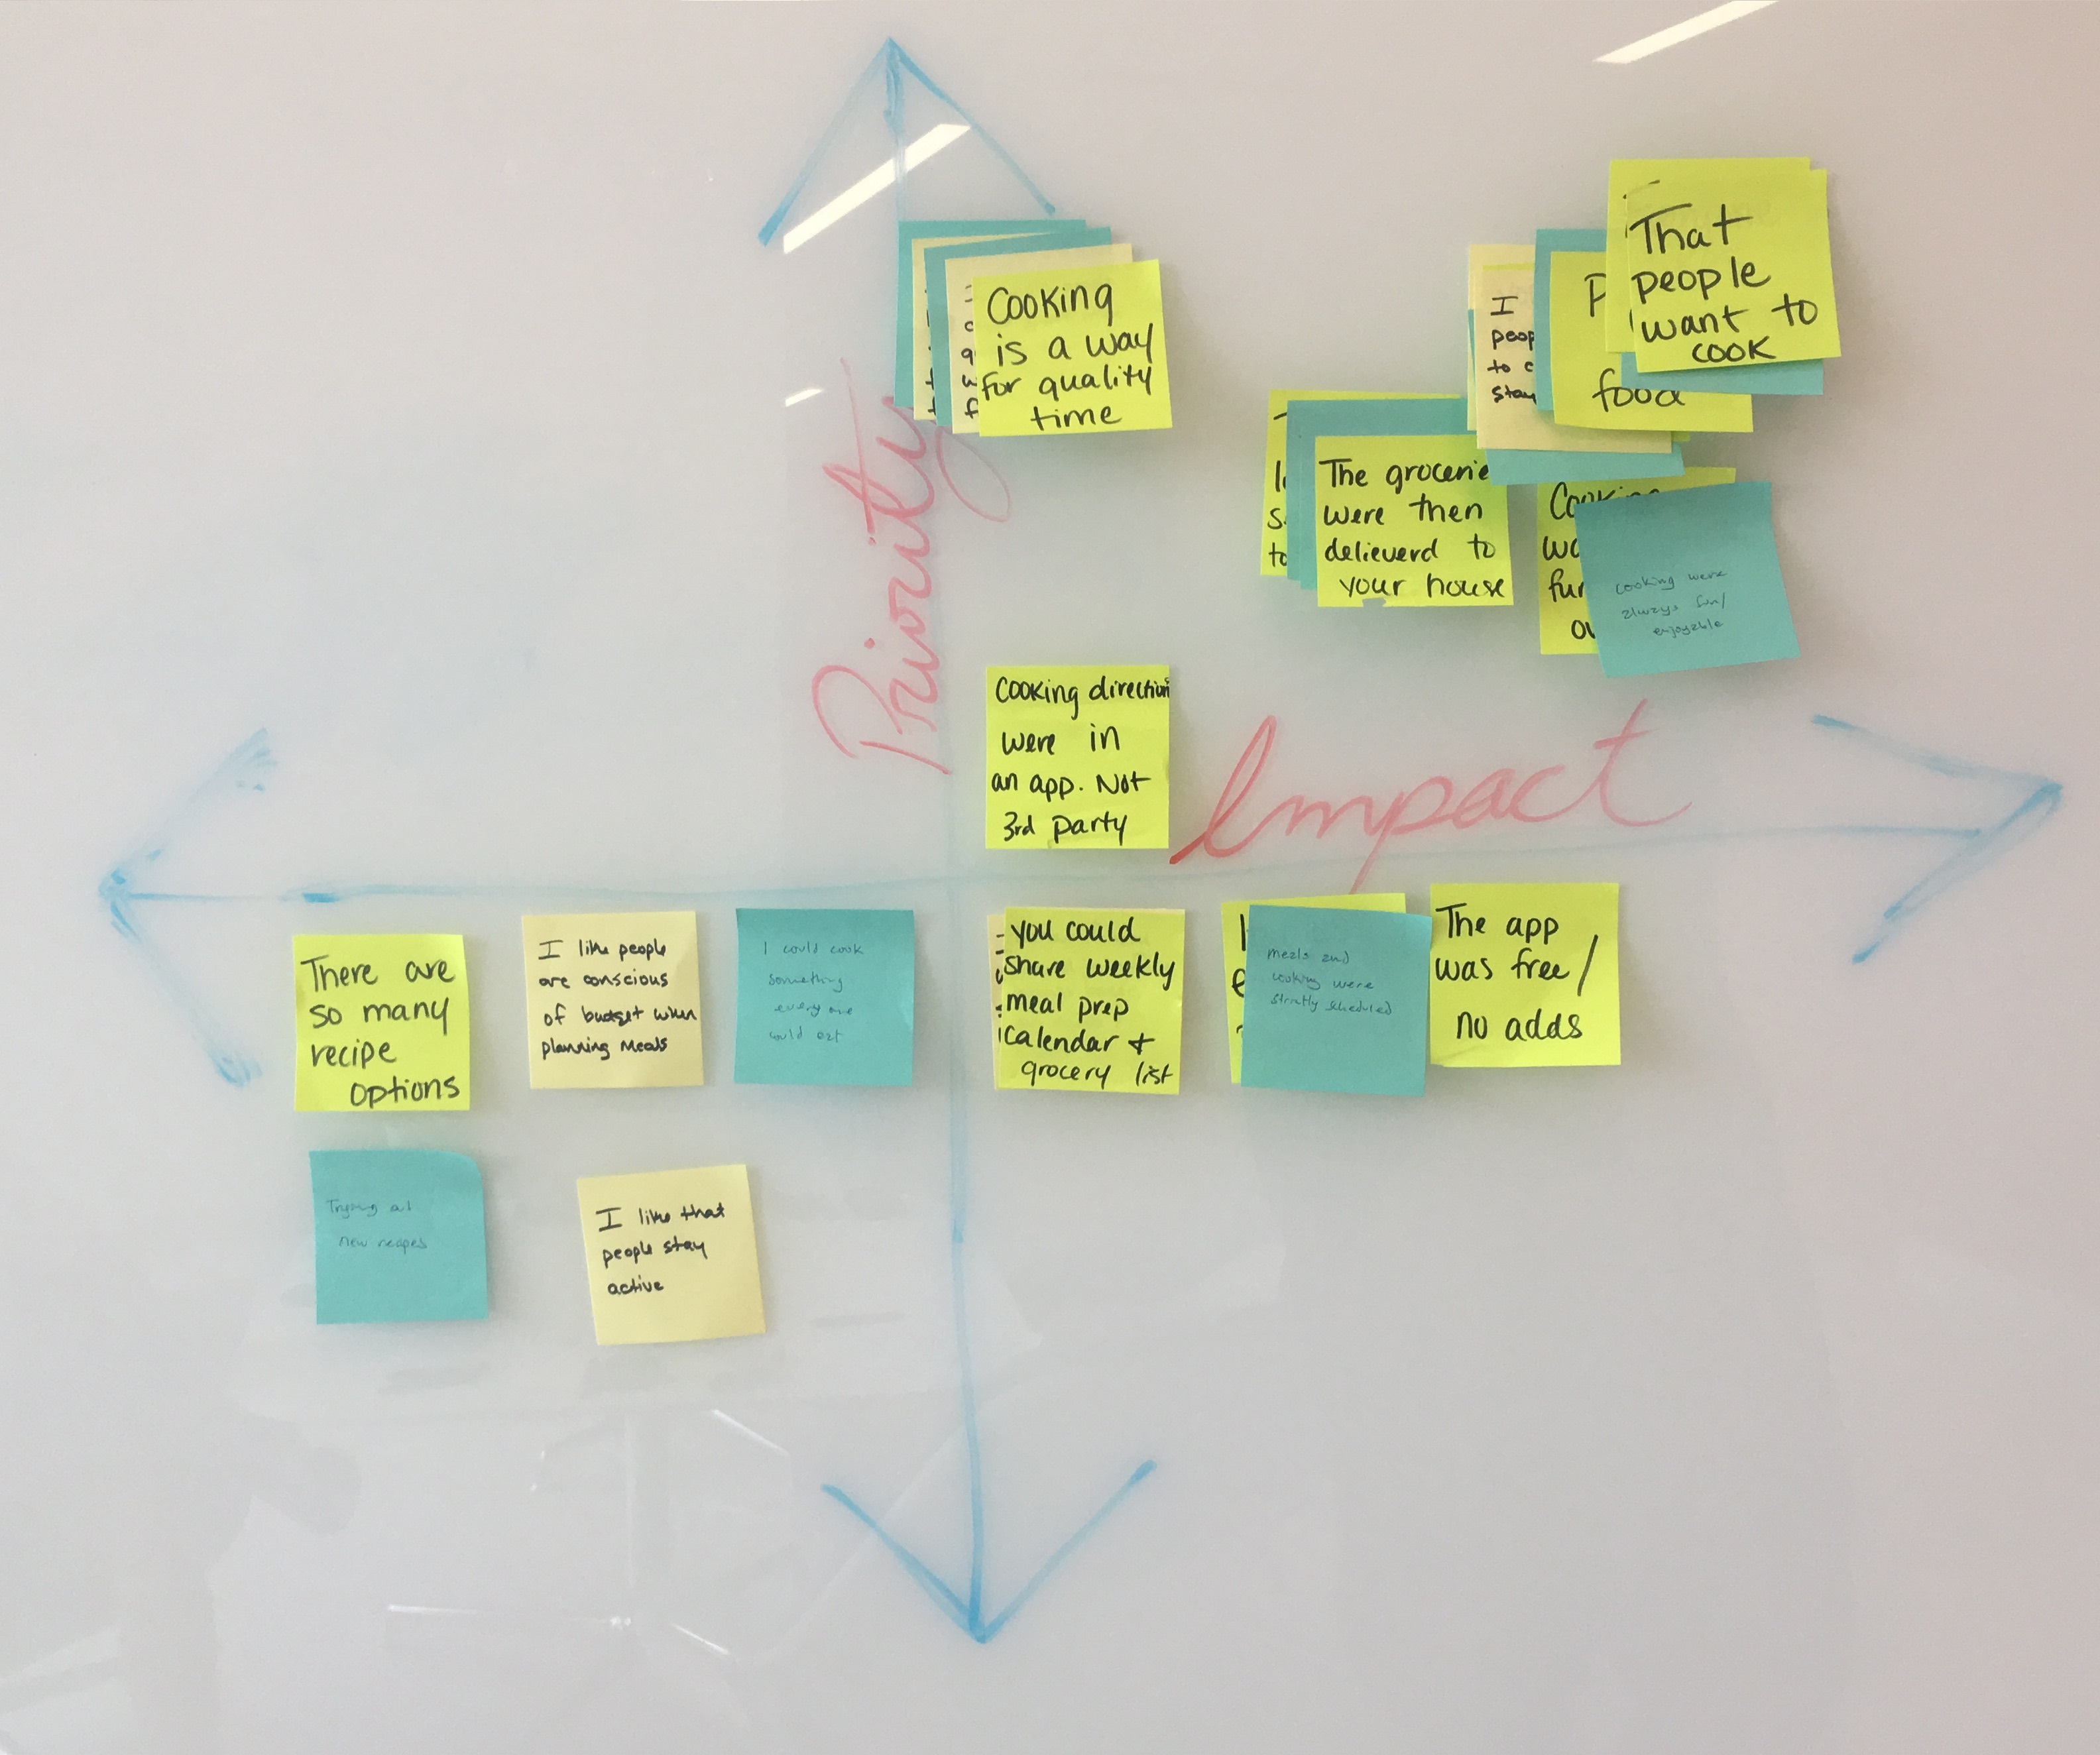 Priority
Impact
Cooking
is a way
for quality
time
That
people
want to
cook
I
to
food
The
were then
delieverd to
your house
cooking were
always fun/
enjoyable
Cooking
were in
an app. Not
3rd party
There are
so many
recipe
options
I like people
are conscious
of budget when
planning meals
I could cook
something
every one
could eat
you could
share weekly
meal prep
calendar +
grocery list
meals and
cooking were
strictly scheduled
The app
was free/
no adds
Trying out
new recipes
I like that
people stay
active